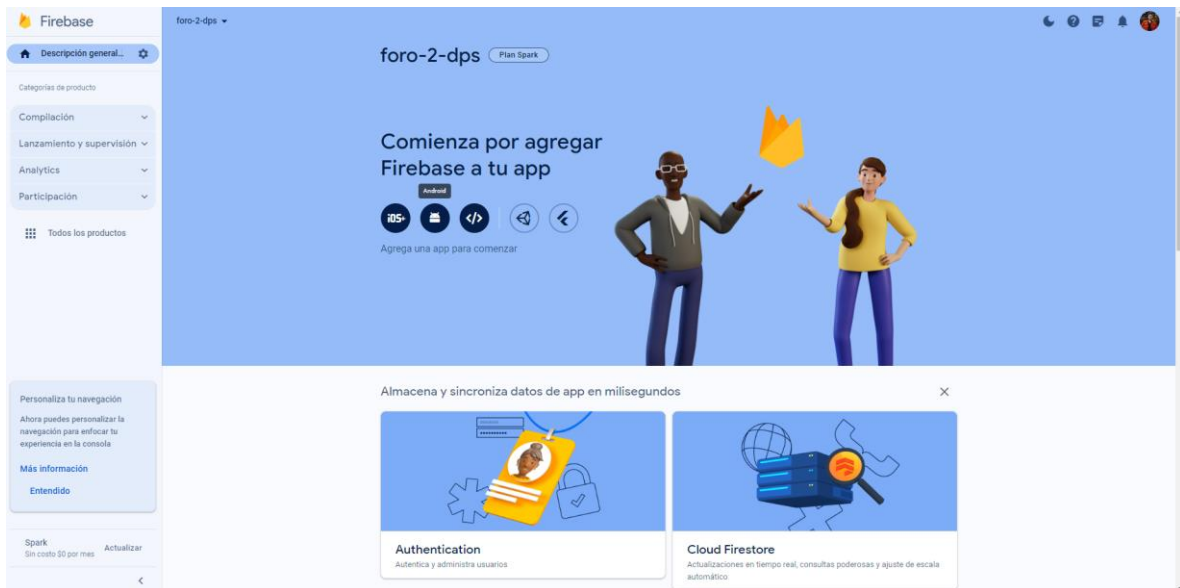 Firebase
Descripción general...
Categorías de producto
Compilación
Lanzamiento y supervisión
Analytics
Participación
Todos los productos
Personaliza tu navegación
Ahora puedes personalizar la
navegación para enfocar tu
experiencia en la consola
Más información
Entendido
Spark
Sin costo $0 por mes
Actualizar
foro-2-dps
foro-2-dps
Plan Spark
Comienza por agregar
Firebase a tu app
Android
iOS+
Agrega una app para comenzar
Almacena y sincroniza datos de app en milisegundos
Authentication
Autentica y administra usuarios
Cloud Firestore
Actualizaciones en tiempo real, consultas poderosas y ajuste de escala
automático